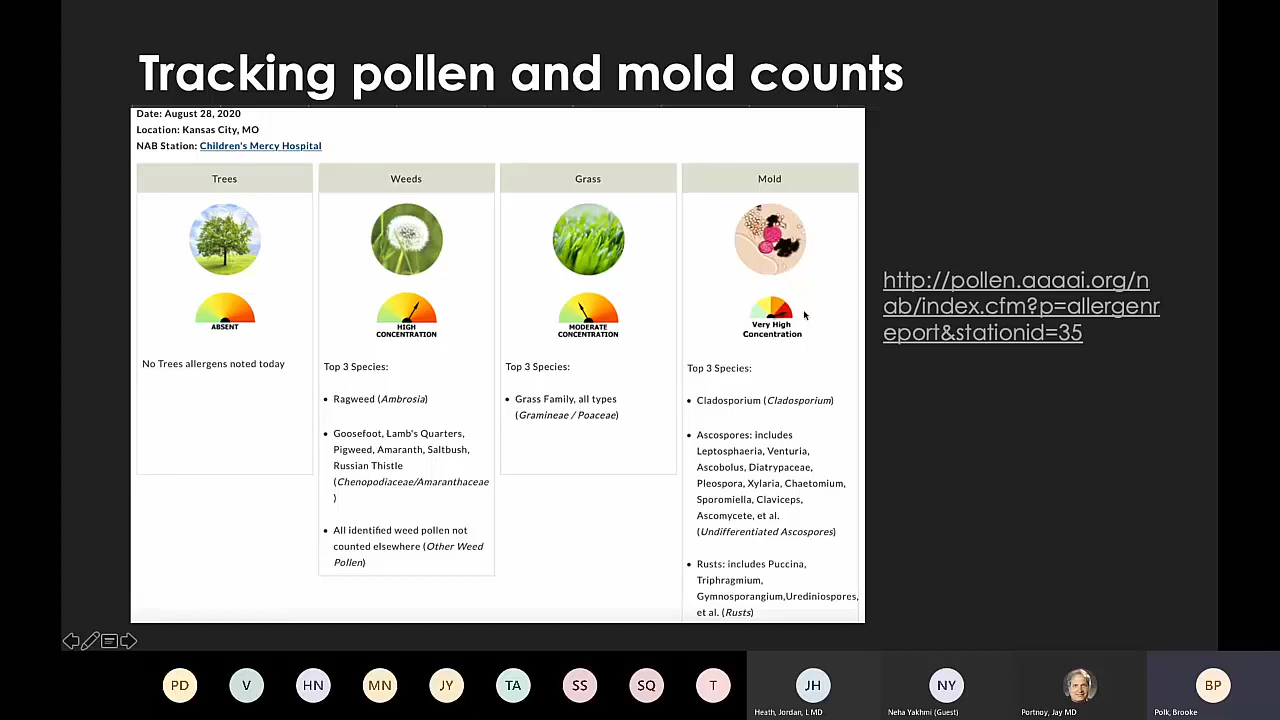 Tracking pollen and mold counts
Date: August 28, 2020
Location: Kansas City, MO
NAB Station: Children's Mercy Hospital
Trees
ABSENT
No Trees allergens noted today
Weeds
HIGH
CONCENTRATION
Top 3 Species:
• Ragweed (Ambrosia)
• Goosefoot, Lamb's Quarters,
Pigweed, Amaranth, Saltbush,
Russian Thistle
(Chenopodiaceae/Amaranthaceae
)
• All identified weed pollen not
counted elsewhere (Other Weed
Pollen)
Grass
MODERATE
CONCENTRATION
Top 3 Species:
• Grass Family, all types
(Gramineae / Poaceae)
Mold
Very High
Concentration
Top 3 Species:
• Cladosporium (Cladosporium)
• Ascospores: includes
Leptosphaeria, Venturia,
Ascobolus, Diatrypaceae,
Pleospora, Xylaria, Chaetomium,
Sporomiella, Claviceps,
Ascomycete, et al.
(Undifferentiated Ascospores)
• Rusts: includes Puccina,
Triphragmium,
Gymnosporangium,Urediniospores,
et al. (Rusts)
http://pollen.aaaai.org/n
ab/index.cfm?p=allergenr
eport&stationid=35
PD
V
HN
MN
JY
TA
SS
SQ
T
JH
Heath, Jordan, L MD
NY
Neha Yakhmi (Guest)
Portnoy, Jay MD
BP
Polk, Brooke